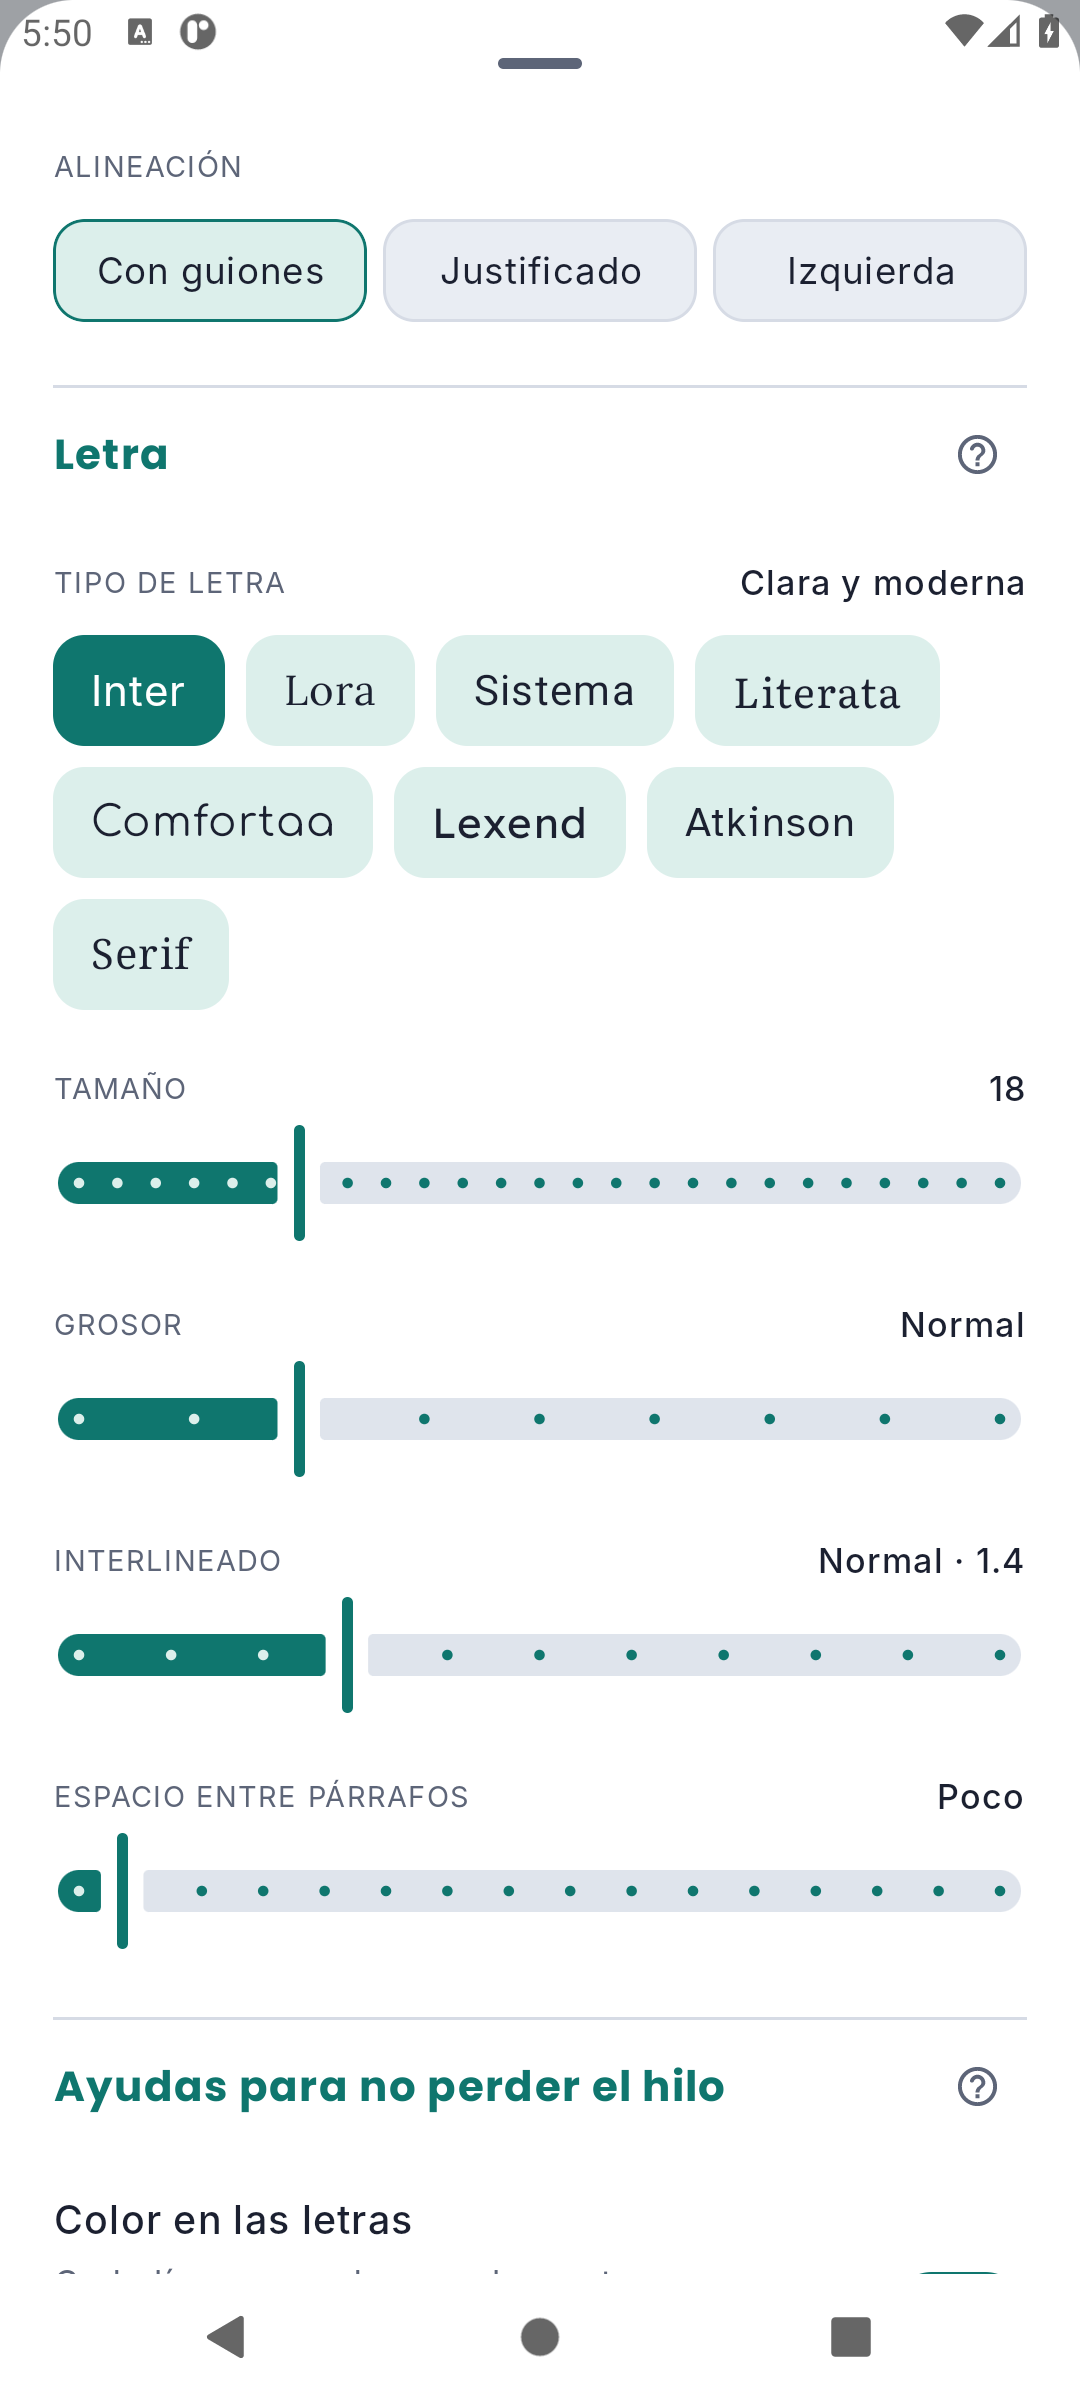 5:50
ALINEACIÓN
Con guiones Justificado Izquierda
Letra
TIPO DE LETRA Clara y moderna
Inter Lora Sistema Literata
Comfortaa Lexend Atkinson
Serif
TAMAÑO 18
GROSOR Normal
INTERLINEADO Normal · 1.4
ESPACIO ENTRE PÁRRAFOS Poco
Ayudas para no perder el hilo
Color en las letras